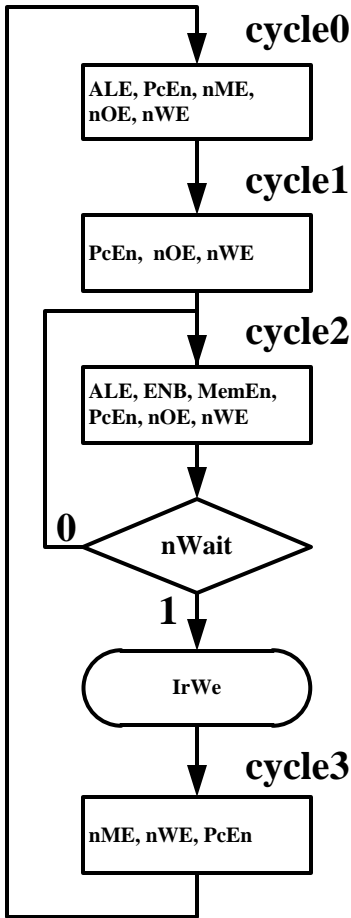 cycle0
ALE, PcEn, nME,
nOE, nWE
cycle1
PcEn, nOE, nWE
cycle2
ALE, ENB, MemEn,
PcEn, nOE, nWE
0
nWait
1
IrWe
cycle3
nME, nWE, PcEn